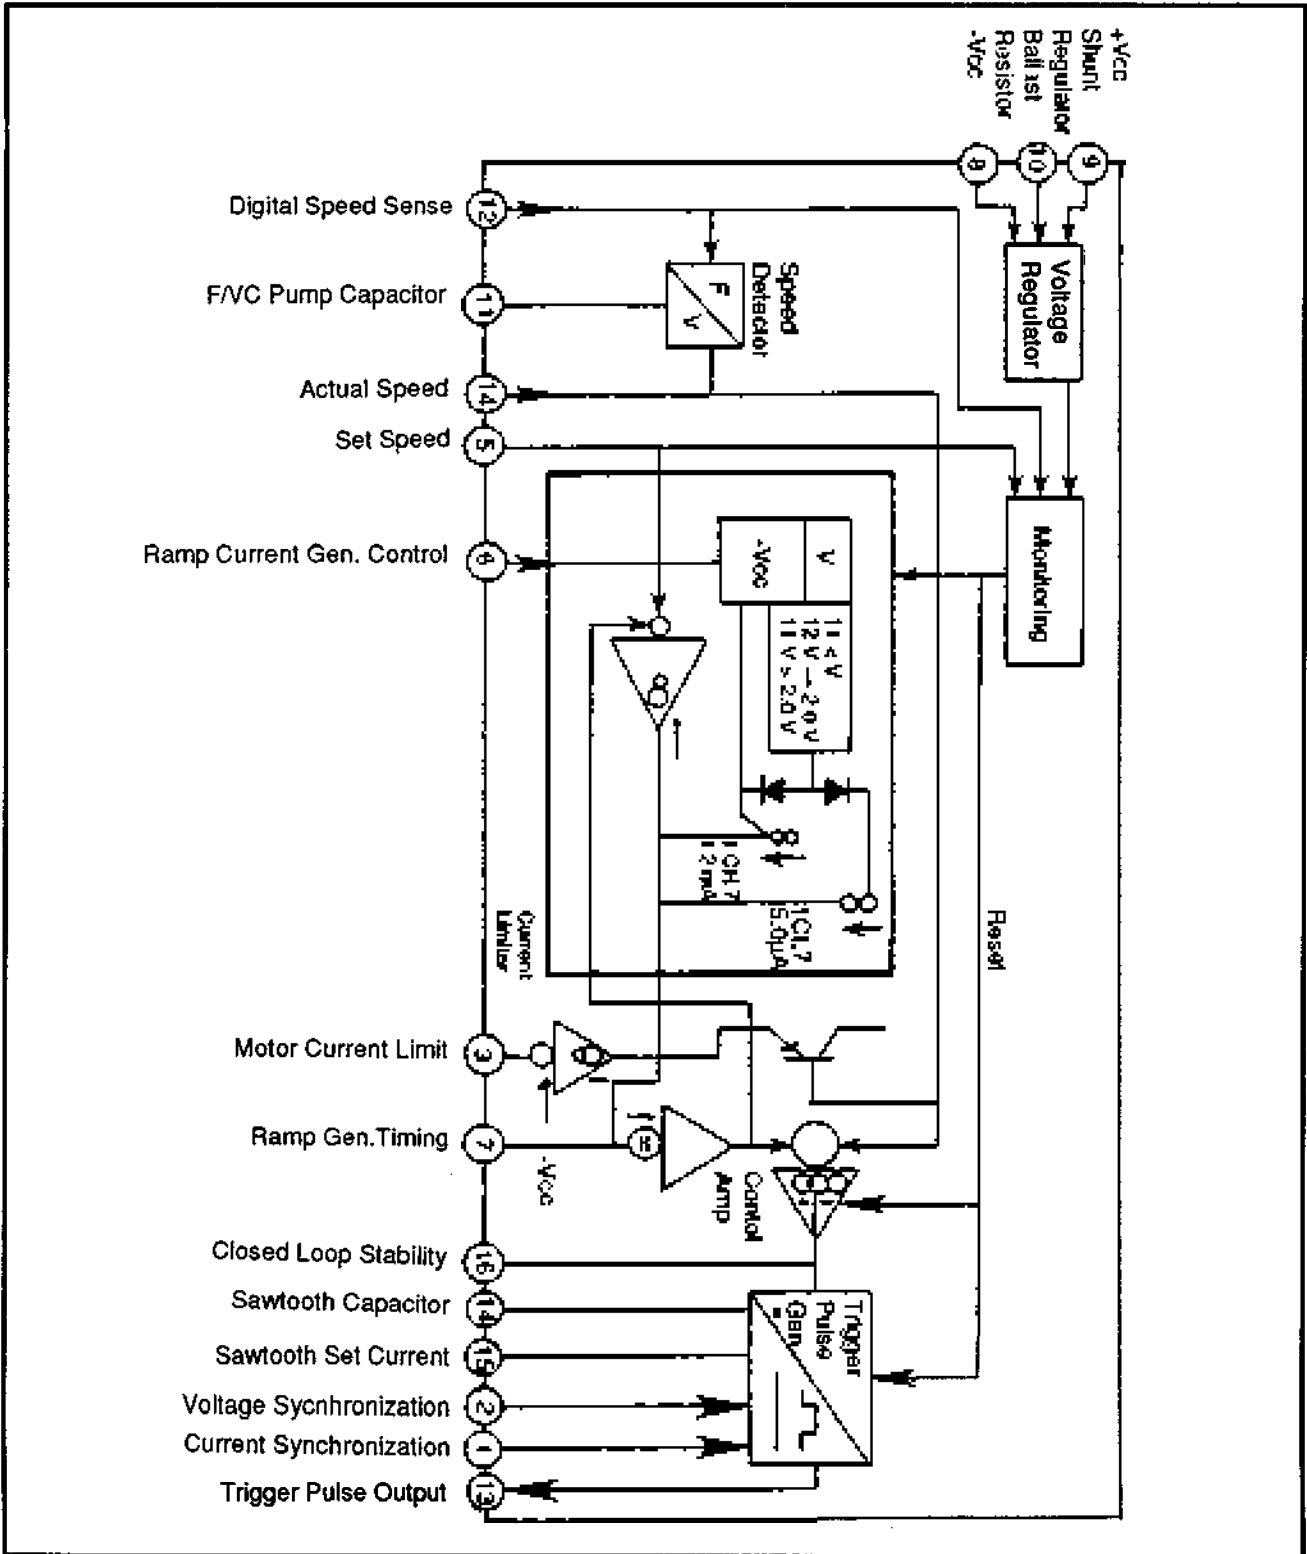 +Vcc
Shunt
Regulator
Ballast
Resistor
-Vcc
9
10
8
Voltage
Regulator
Digital Speed Sense
12
F/VC Pump Capacitor
11
F
V
Speed
Detector
Actual Speed
14
Set Speed
5
Monitoring
Ramp Current Gen. Control
6
-Vcc
V
Reset
Current
Limiter
Motor Current Limit
3
Ramp Gen.Timing
7
-Vcc
Control
Amp
Closed Loop Stability
16
Sawtooth Capacitor
14
Sawtooth Set Current
15
Voltage Sycnhronization
2
Current Synchronization
1
Trigger Pulse Output
13
Trigger
Pulse
Gen